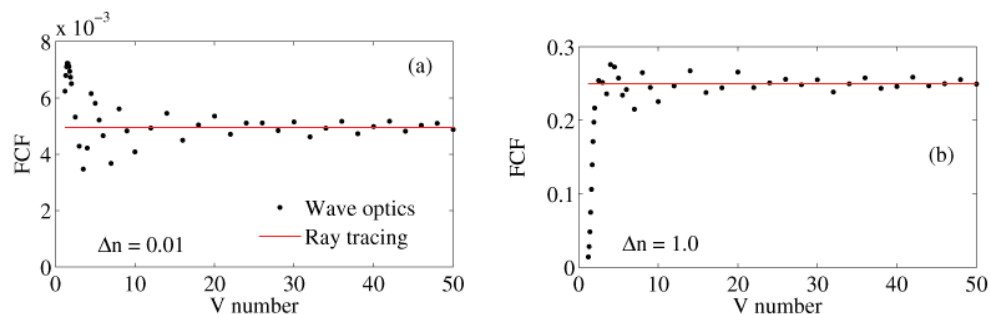 x 10⁻³
8
6
4
2
0
FCF
(a)
Wave optics
Ray tracing
Δn = 0.01
0 10 20 30 40 50
V number
0.3
0.2
0.1
0
FCF
(b)
Δn = 1.0
0 10 20 30 40 50
V number